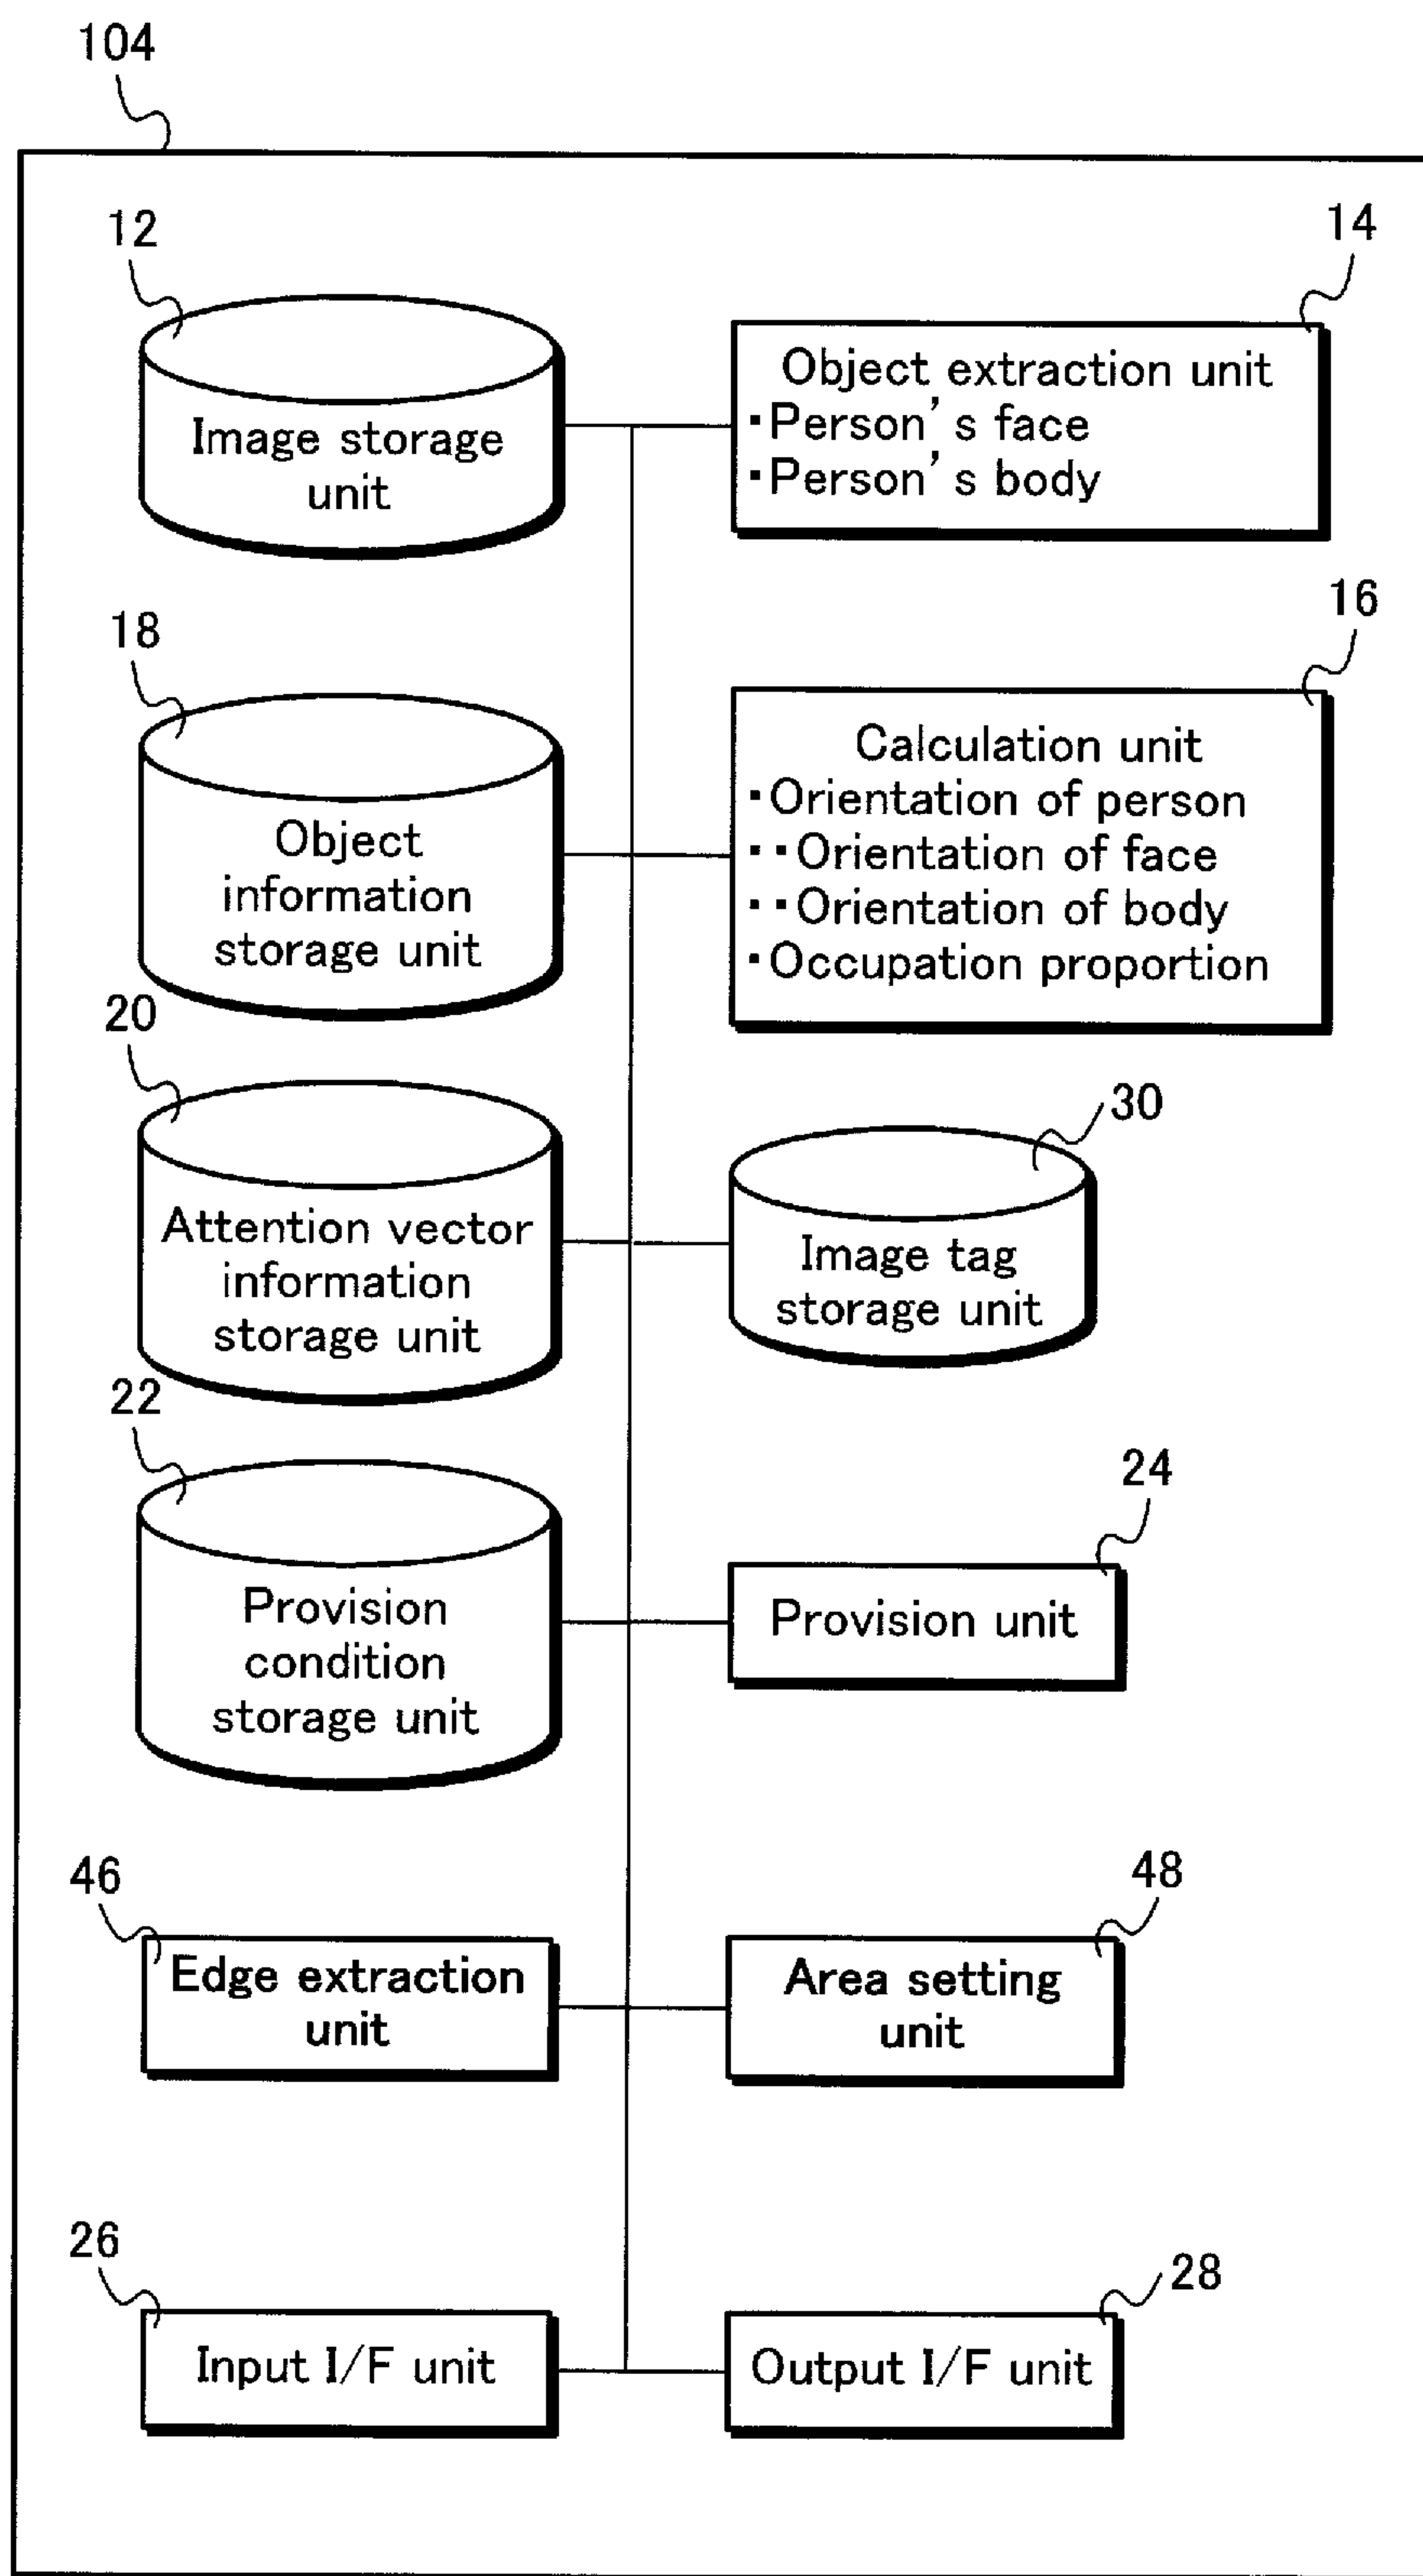 104
12
14
Image storage
unit
Object extraction unit
・Person's face
・Person's body
18
16
Object
information
storage unit
Calculation unit
・Orientation of person
・・Orientation of face
・・Orientation of body
・Occupation proportion
20
30
Attention vector
information
storage unit
Image tag
storage unit
22
24
Provision
condition
storage unit
Provision unit
46
48
Edge extraction
unit
Area setting
unit
26
28
Input I/F unit
Output I/F unit